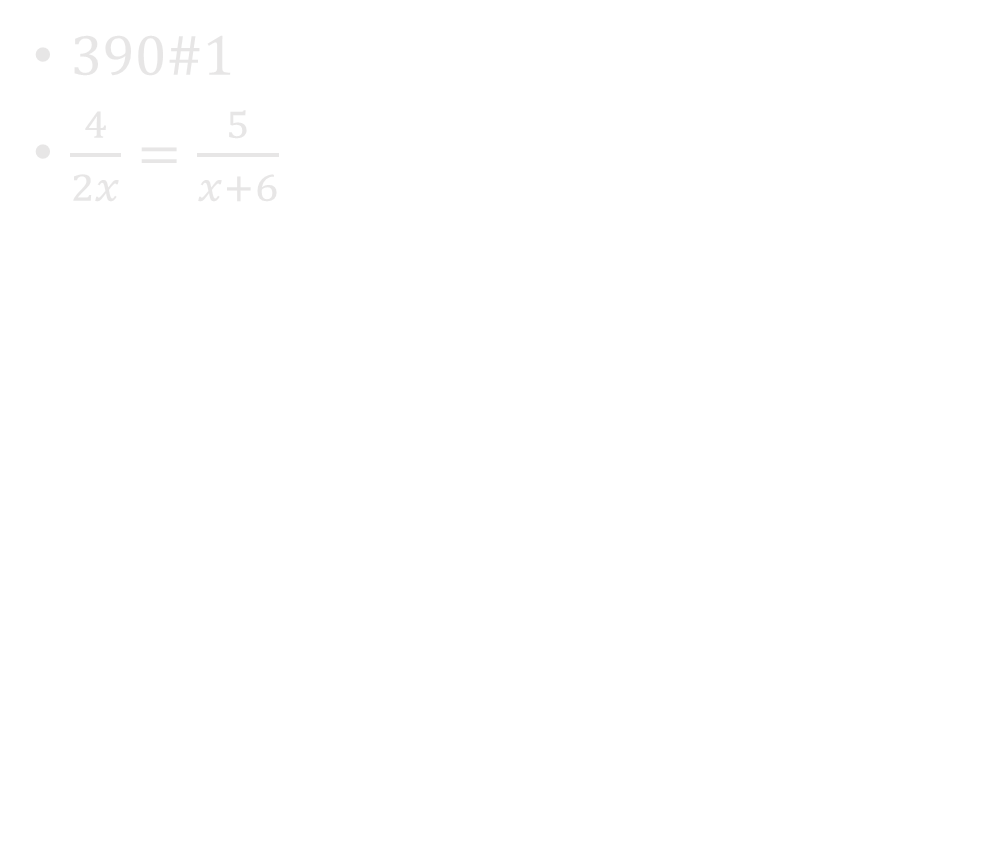 • 390#1
• 4/2x = 5/x+6